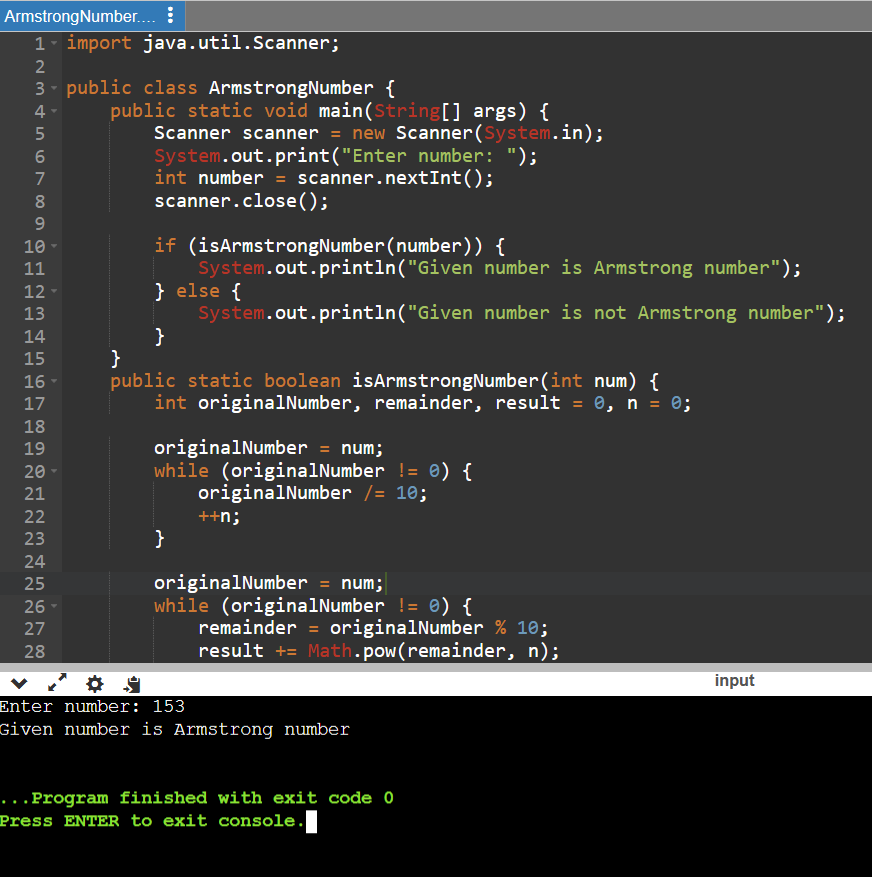 ArmstrongNumber....
1 import java.util.Scanner;
2
3 public class ArmstrongNumber {
4     public static void main(String[] args) {
5         Scanner scanner = new Scanner(System.in);
6         System.out.print("Enter number: ");
7         int number = scanner.nextInt();
8         scanner.close();
9
10         if (isArmstrongNumber(number)) {
11             System.out.println("Given number is Armstrong number");
12         } else {
13             System.out.println("Given number is not Armstrong number");
14         }
15     }
16     public static boolean isArmstrongNumber(int num) {
17         int originalNumber, remainder, result = 0, n = 0;
18
19         originalNumber = num;
20         while (originalNumber != 0) {
21             originalNumber /= 10;
22             ++n;
23         }
24
25         originalNumber = num;
26         while (originalNumber != 0) {
27             remainder = originalNumber % 10;
28             result += Math.pow(remainder, n);
input
Enter number: 153
Given number is Armstrong number
...Program finished with exit code 0
Press ENTER to exit console.